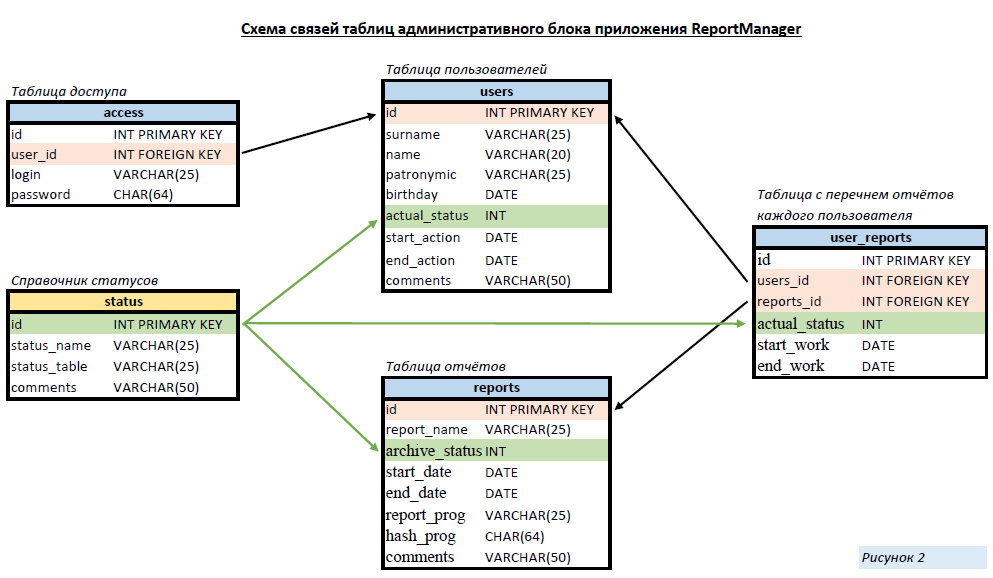 Схема связей таблиц административного блока приложения ReportManager
Таблица доступа
access
id INT PRIMARY KEY
user_id INT FOREIGN KEY
login VARCHAR(25)
password CHAR(64)
Таблица пользователей
users
id INT PRIMARY KEY
surname VARCHAR(25)
name VARCHAR(20)
patronymic VARCHAR(25)
birthday DATE
actual_status INT
start_action DATE
end_action DATE
comments VARCHAR(50)
Таблица с перечнем отчётов
каждого пользователя
user_reports
id INT PRIMARY KEY
users_id INT FOREIGN KEY
reports_id INT FOREIGN KEY
actual_status INT
start_work DATE
end_work DATE
Справочник статусов
status
id INT PRIMARY KEY
status_name VARCHAR(25)
status_table VARCHAR(25)
comments VARCHAR(50)
Таблица отчётов
reports
id INT PRIMARY KEY
report_name VARCHAR(25)
archive_status INT
start_date DATE
end_date DATE
report_prog VARCHAR(25)
hash_prog CHAR(64)
comments VARCHAR(50)
Рисунок 2